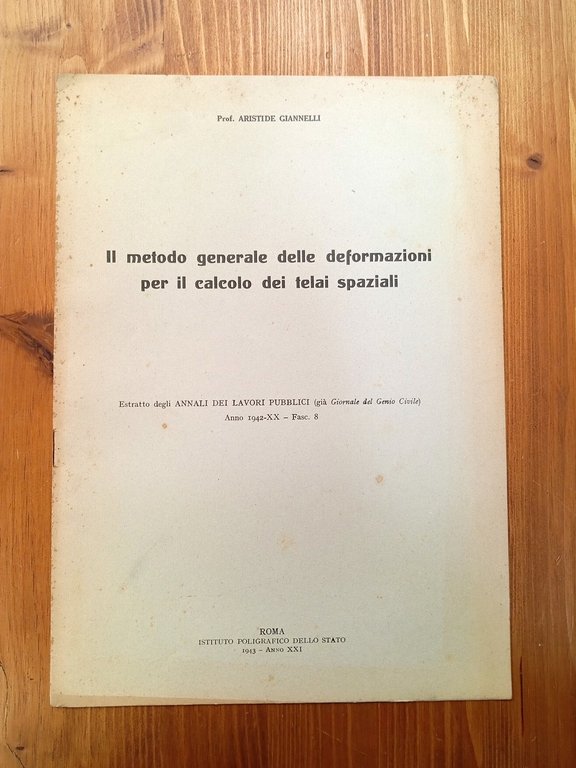 Prof. ARISTIDE GIANNELLI
Il metodo generale delle deformazioni
per il calcolo dei telai spaziali
Estratto degli ANNALI DEI LAVORI PUBBLICI (già Giornale del Genio Civile)
Anno 1942-XX – Fasc. 8
ROMA
ISTITUTO POLIGRAFICO DELLO STATO
1943 – Anno XXI